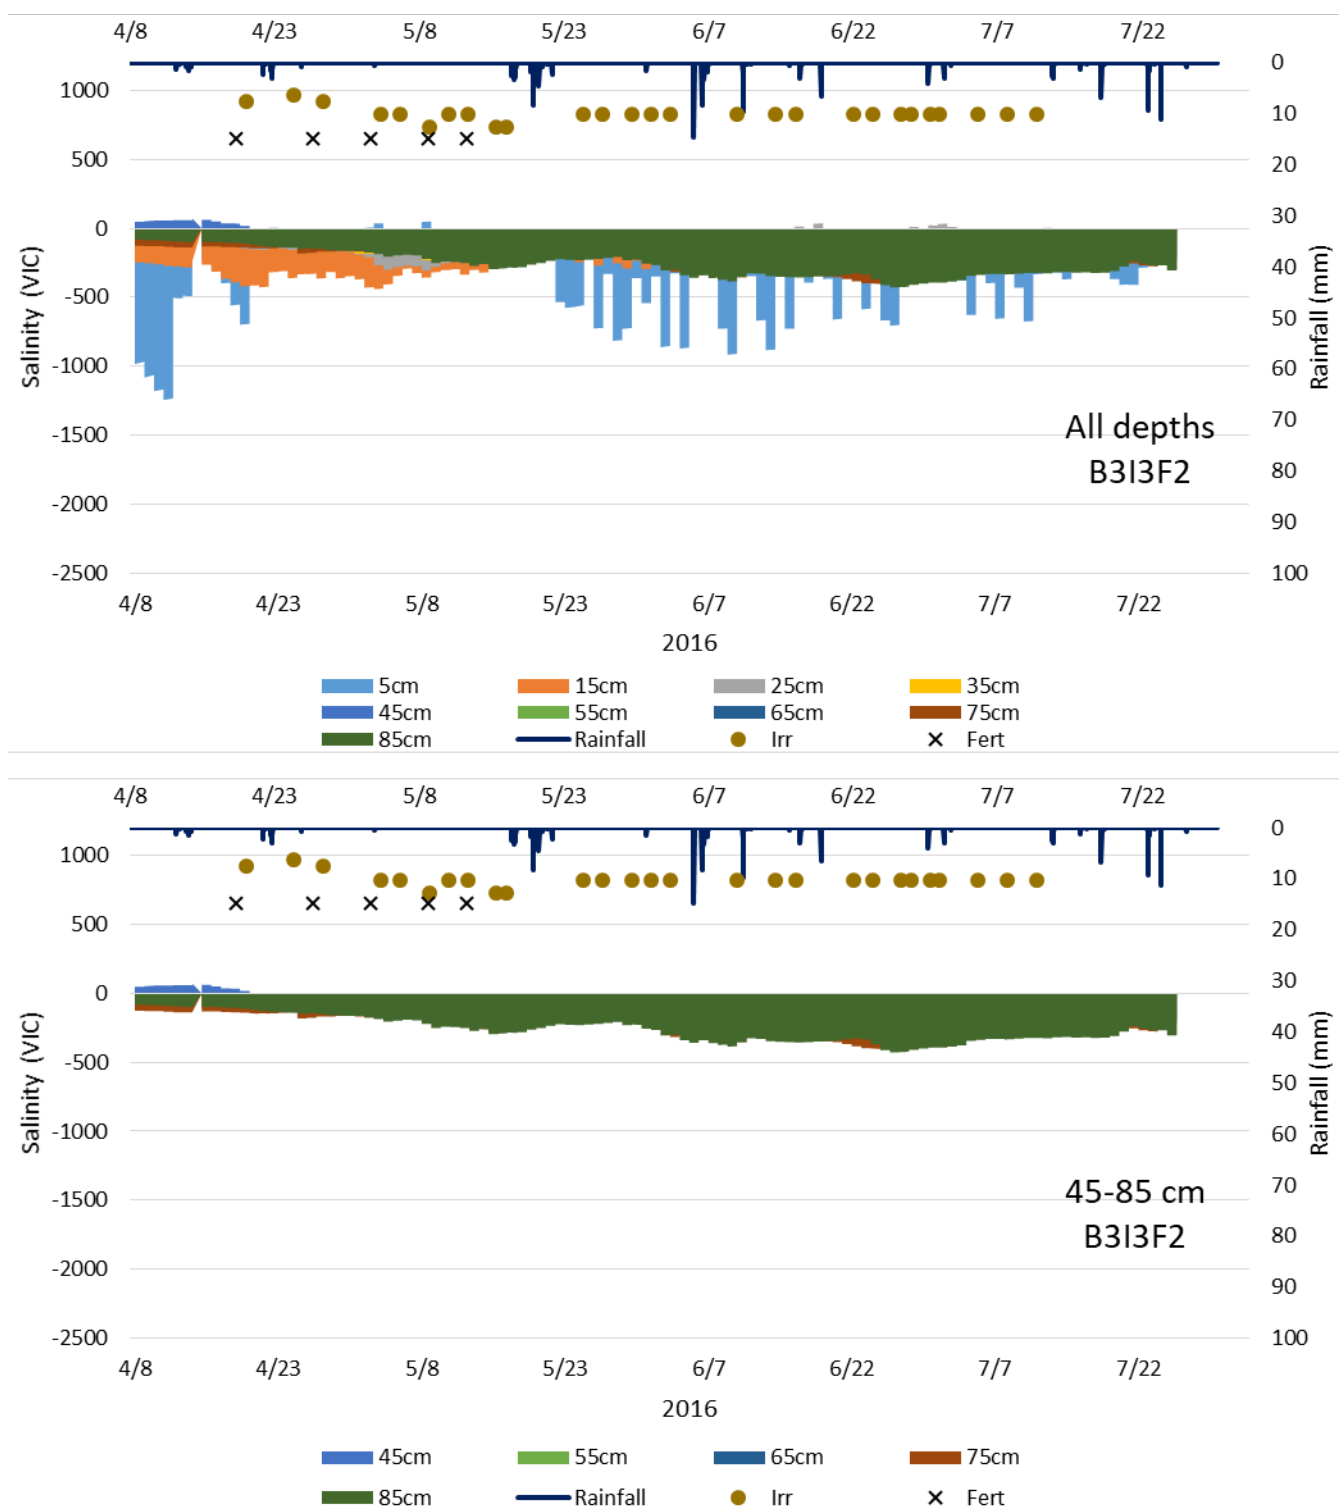 4/8 4/23 5/8 5/23 6/7 6/22 7/7 7/22
1000 0
500 10
0 20
-500 30
-1000 40
-1500 50
-2000 60
-2500 70
80
90
100
Salinity (VIC)
Rainfall (mm)
All depths
B3I3F2
4/8 4/23 5/8 5/23 6/7 6/22 7/7 7/22
2016
5cm 15cm 25cm 35cm
45cm 55cm 65cm 75cm
85cm Rainfall Irr Fert
4/8 4/23 5/8 5/23 6/7 6/22 7/7 7/22
1000 0
500 10
0 20
-500 30
-1000 40
-1500 50
-2000 60
-2500 70
80
90
100
Salinity (VIC)
Rainfall (mm)
45-85 cm
B3I3F2
4/8 4/23 5/8 5/23 6/7 6/22 7/7 7/22
2016
45cm 55cm 65cm 75cm
85cm Rainfall Irr Fert